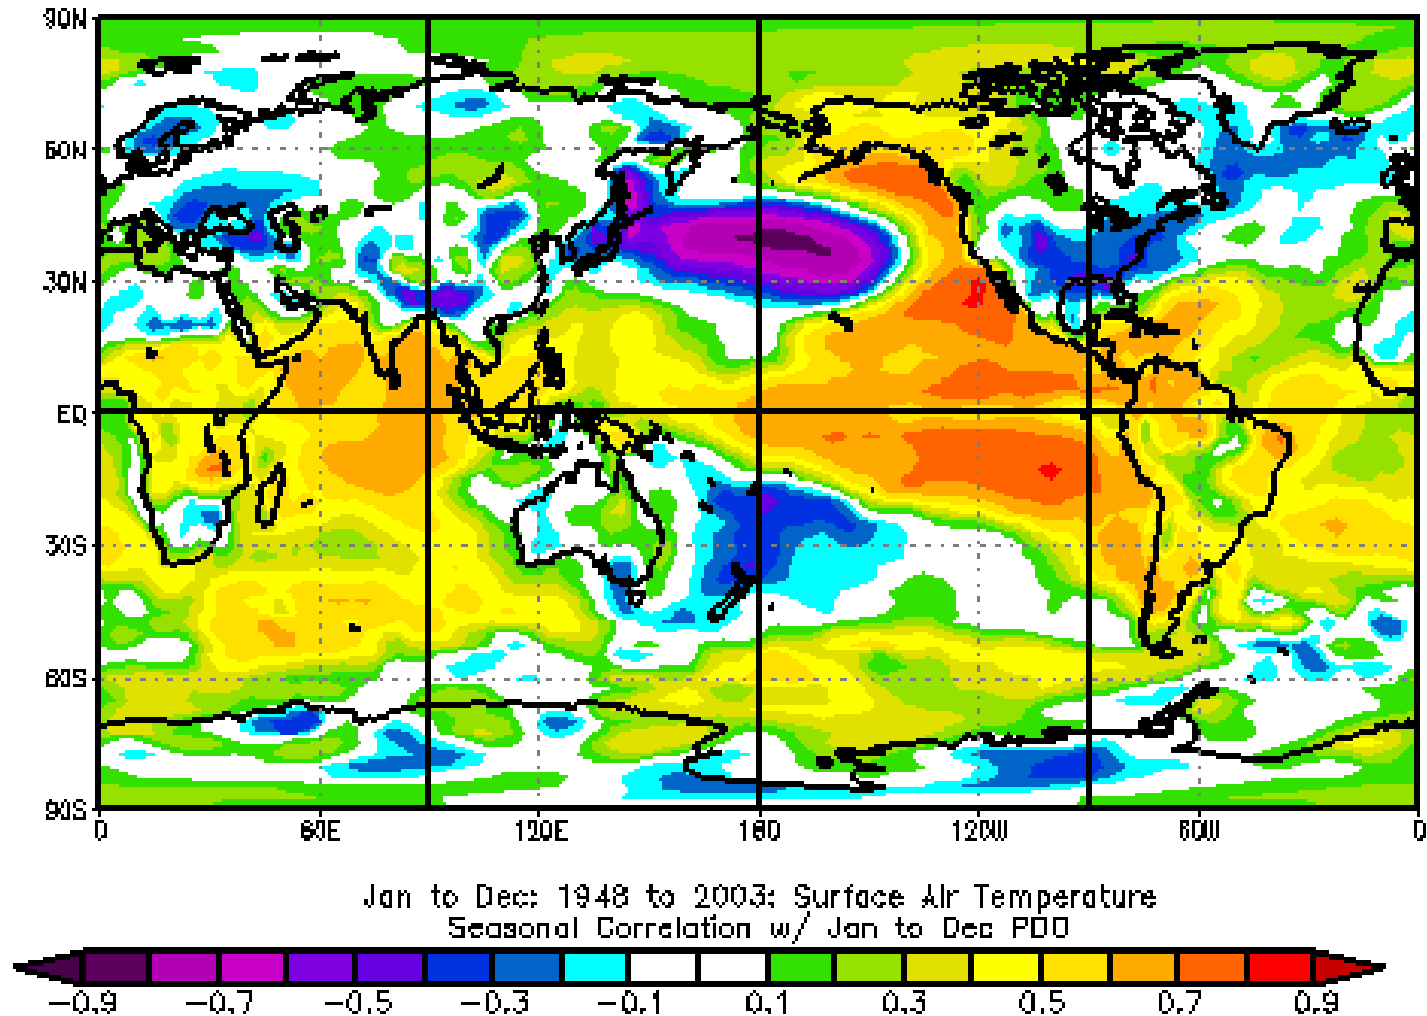 90N
60N
30N
EQ
30S
60S
90S
0 60E 120E 180 120W 60W 0
Jan to Dec: 1948 to 2003: Surface Air Temperature
Seasonal Correlation w/ Jan to Dec PDO
-0.9 -0.7 -0.5 -0.3 -0.1 0.1 0.3 0.5 0.7 0.9